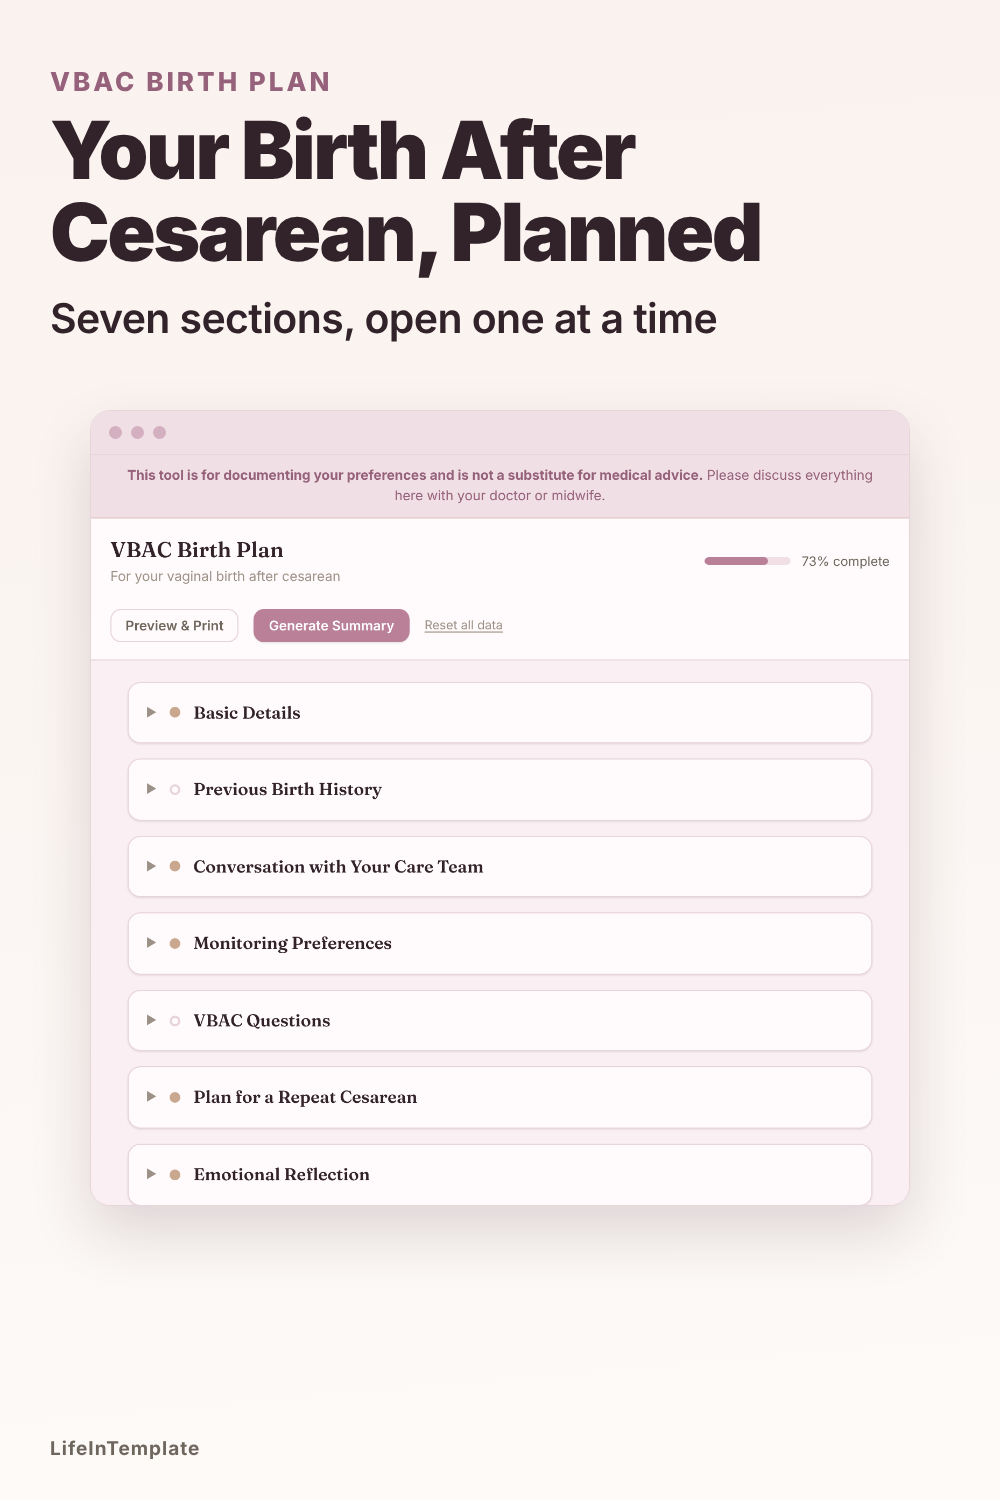 VBAC BIRTH PLAN
Your Birth After
Cesarean, Planned
Seven sections, open one at a time
This tool is for documenting your preferences and is not a substitute for medical advice. Please discuss everything
here with your doctor or midwife.
VBAC Birth Plan
For your vaginal birth after cesarean
73% complete
Preview & Print
Generate Summary
Reset all data
Basic Details
Previous Birth History
Conversation with Your Care Team
Monitoring Preferences
VBAC Questions
Plan for a Repeat Cesarean
Emotional Reflection
LifeInTemplate